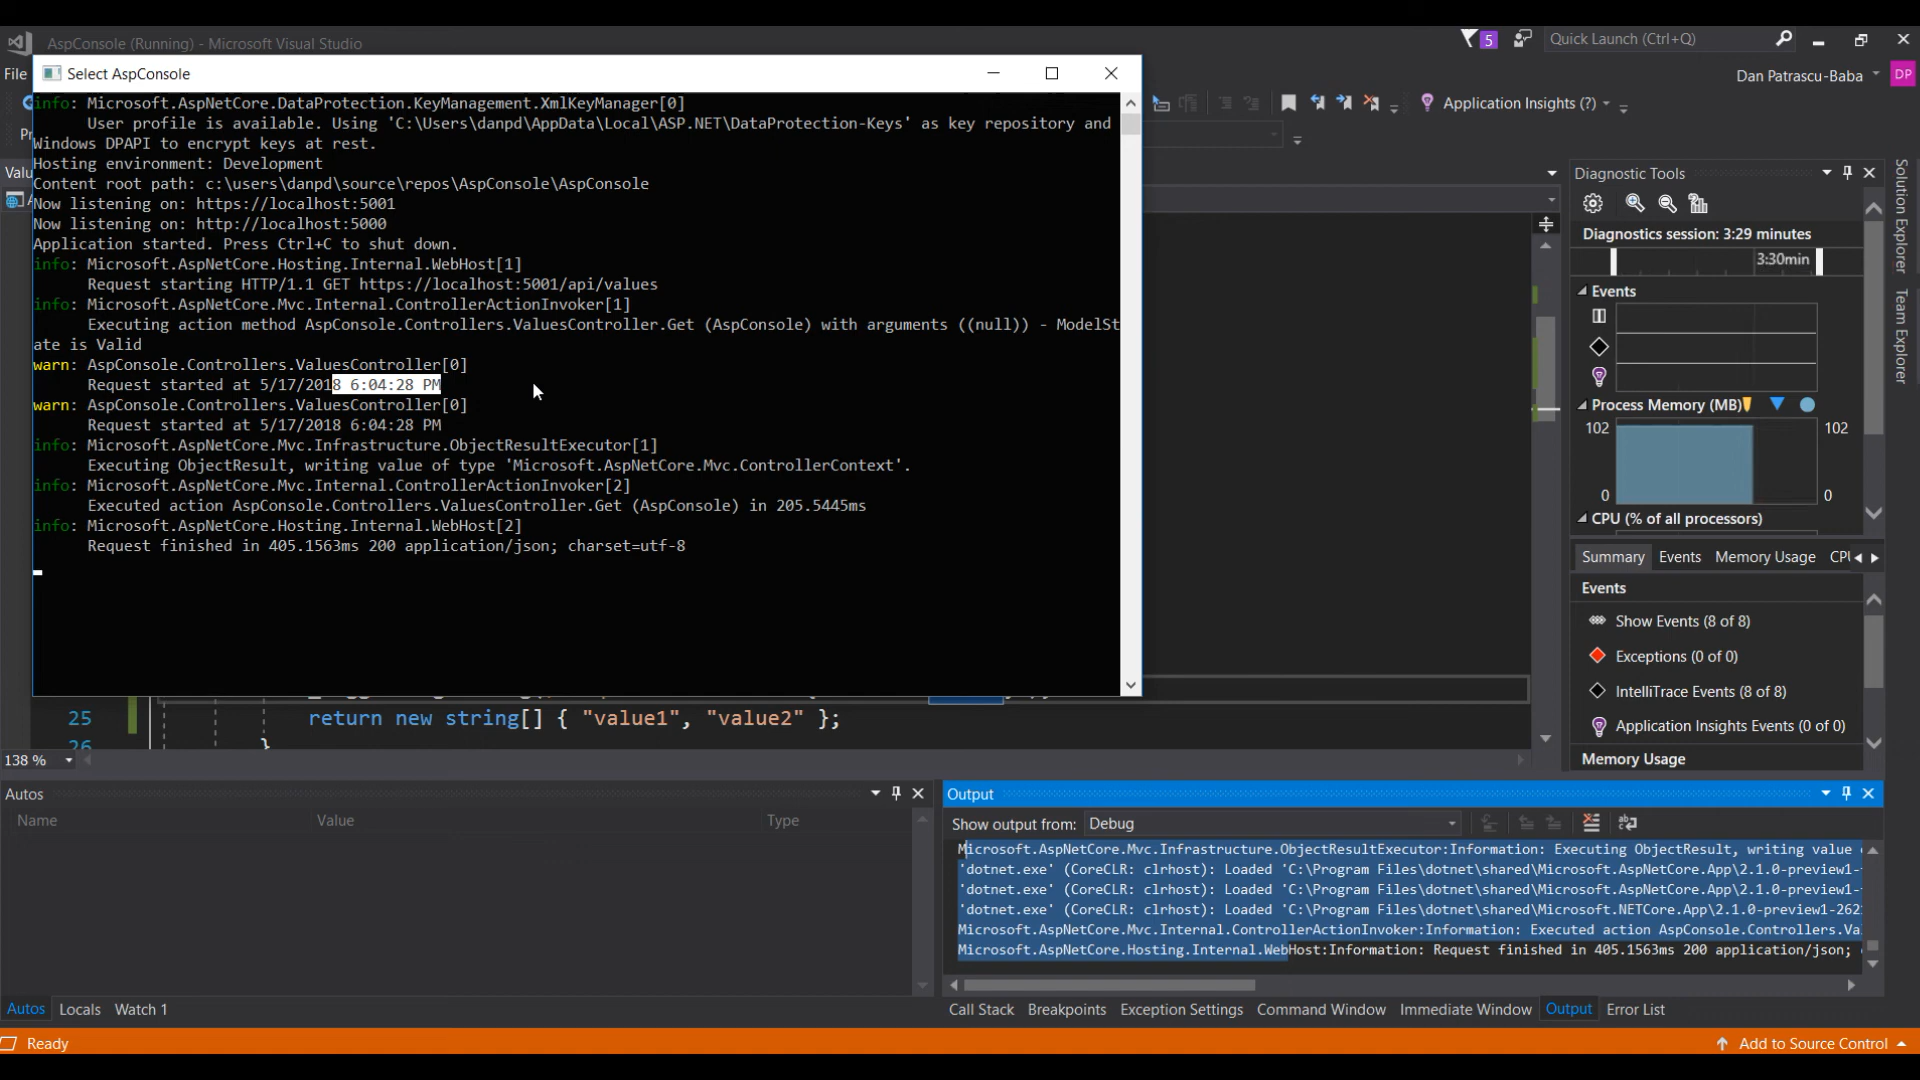 AspConsole (Running) - Microsoft Visual Studio
5
Quick Launch (Ctrl+Q)
File
Select AspConsole
Dan Patrascu-Baba
DP
Application Insights (?)
info: Microsoft.AspNetCore.DataProtection.KeyManagement.XmlKeyManager[0]
User profile is available. Using 'C:\Users\danpd\AppData\Local\ASP.NET\DataProtection-Keys' as key repository and
Windows DPAPI to encrypt keys at rest.
Hosting environment: Development
Content root path: c:\users\danpd\source\repos\AspConsole\AspConsole
Now listening on: https://localhost:5001
Now listening on: http://localhost:5000
Application started. Press Ctrl+C to shut down.
info: Microsoft.AspNetCore.Hosting.Internal.WebHost[1]
Request starting HTTP/1.1 GET https://localhost:5001/api/values
info: Microsoft.AspNetCore.Mvc.Internal.ControllerActionInvoker[1]
Executing action method AspConsole.Controllers.ValuesController.Get (AspConsole) with arguments ((null)) - ModelSt
ate is Valid
warn: AspConsole.Controllers.ValuesController[0]
Request started at 5/17/2018 6:04:28 PM
warn: AspConsole.Controllers.ValuesController[0]
Request started at 5/17/2018 6:04:28 PM
info: Microsoft.AspNetCore.Mvc.Infrastructure.ObjectResultExecutor[1]
Executing ObjectResult, writing value of type 'Microsoft.AspNetCore.Mvc.ControllerContext'.
info: Microsoft.AspNetCore.Mvc.Internal.ControllerActionInvoker[2]
Executed action AspConsole.Controllers.ValuesController.Get (AspConsole) in 205.5445ms
info: Microsoft.AspNetCore.Hosting.Internal.WebHost[2]
Request finished in 405.1563ms 200 application/json; charset=utf-8
Pr
Valu
25 return new string[] { "value1", "value2" };
26 }
138 %
Diagnostic Tools
Diagnostics session: 3:29 minutes
3:30min
Events
Process Memory (MB)
102 102
0 0
CPU (% of all processors)
Summary Events Memory Usage CPU
Events
Show Events (8 of 8)
Exceptions (0 of 0)
IntelliTrace Events (8 of 8)
Application Insights Events (0 of 0)
Memory Usage
Solution Explorer
Team Explorer
Autos
Name Value Type
Output
Show output from: Debug
Microsoft.AspNetCore.Mvc.Infrastructure.ObjectResultExecutor:Information: Executing ObjectResult, writing value
'dotnet.exe' (CoreCLR: clrhost): Loaded 'C:\Program Files\dotnet\shared\Microsoft.AspNetCore.App\2.1.0-preview1-
'dotnet.exe' (CoreCLR: clrhost): Loaded 'C:\Program Files\dotnet\shared\Microsoft.AspNetCore.App\2.1.0-preview1-
'dotnet.exe' (CoreCLR: clrhost): Loaded 'C:\Program Files\dotnet\shared\Microsoft.NETCore.App\2.1.0-preview1-262
Microsoft.AspNetCore.Mvc.Internal.ControllerActionInvoker:Information: Executed action AspConsole.Controllers.Va
Microsoft.AspNetCore.Hosting.Internal.WebHost:Information: Request finished in 405.1563ms 200 application/json;
Autos Locals Watch 1
Call Stack Breakpoints Exception Settings Command Window Immediate Window Output Error List
Ready
Add to Source Control